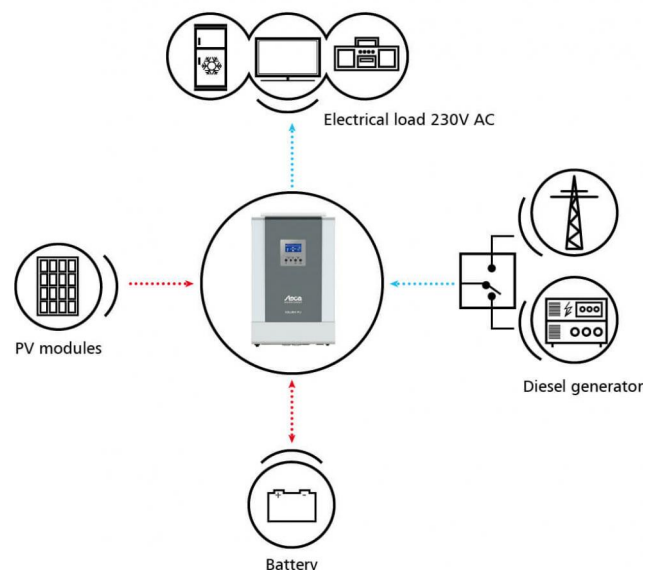 Electrical load 230V AC
Steca
PV modules
Diesel generator
+ -
Battery